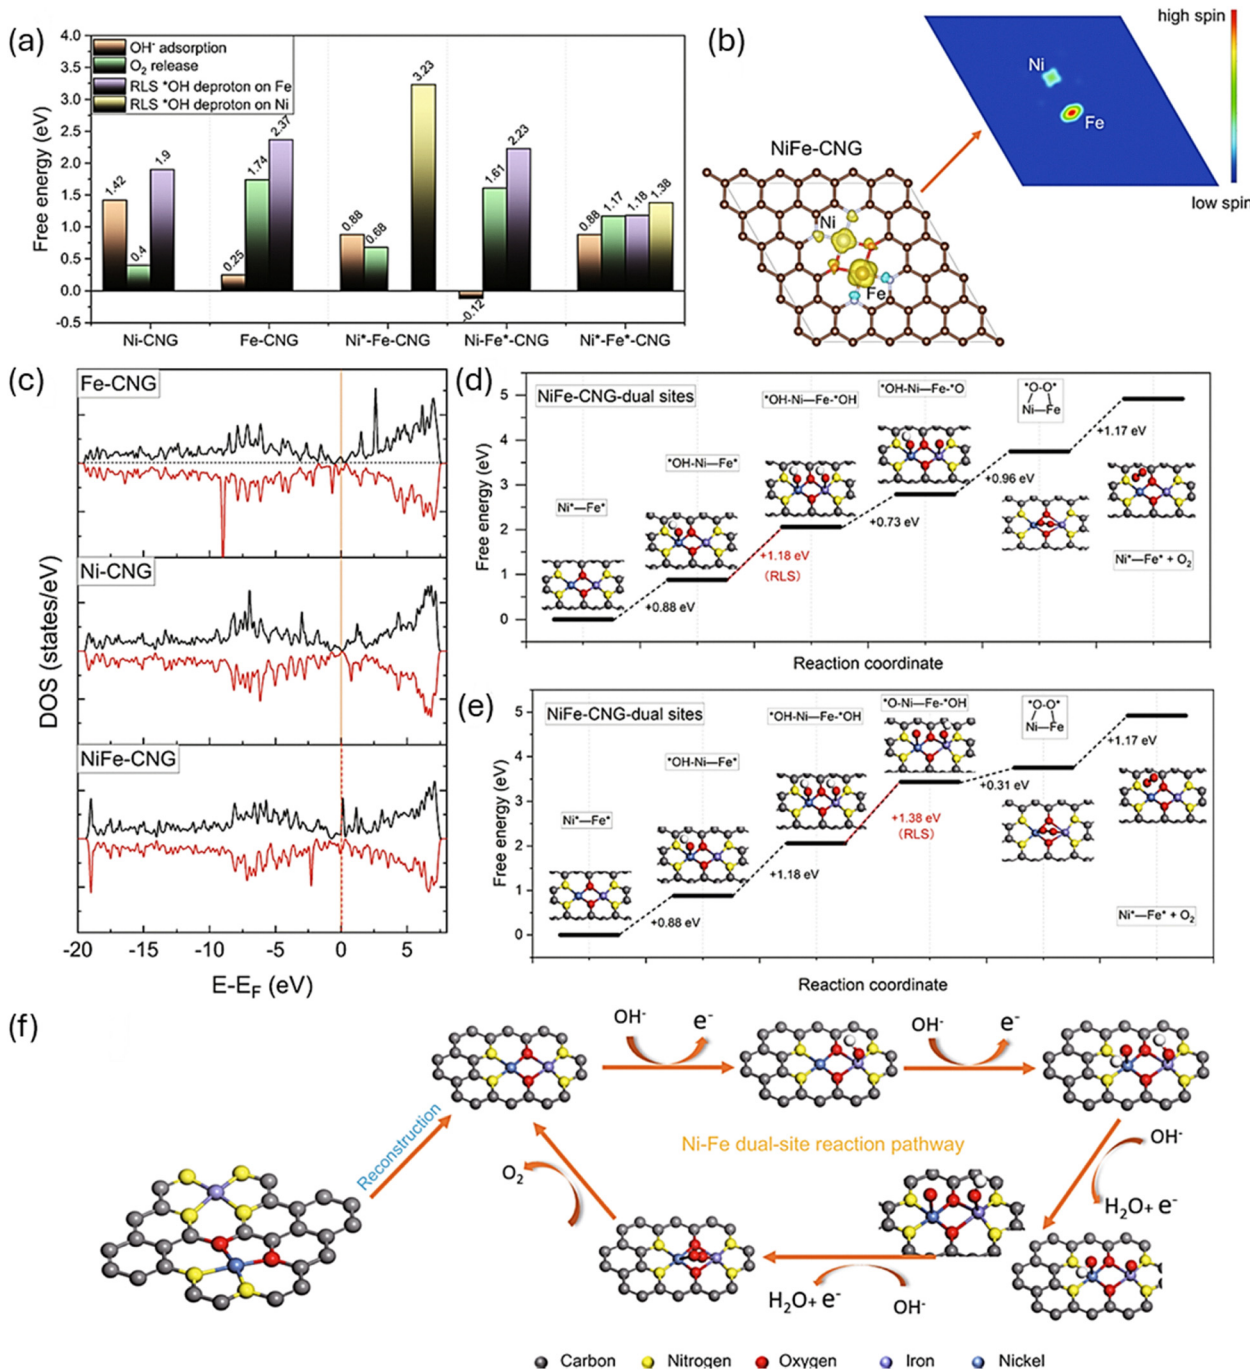 (a)
4.0
3.5
3.0
2.5
2.0
1.5
1.0
0.5
0.0
-0.5
Free energy (eV)
OH- adsorption
O2 release
RLS *OH deproton on Fe
RLS *OH deproton on Ni
1.42
0.4
1.9
0.25
1.74
2.37
0.88
0.68
3.23
-0.12
1.61
2.23
0.88
1.17
1.18
1.38
Ni-CNG
Fe-CNG
Ni*-Fe-CNG
Ni-Fe*-CNG
Ni*-Fe*-CNG
(b)
high spin
low spin
Ni
Fe
NiFe-CNG
Ni
Fe
(c)
Fe-CNG
Ni-CNG
NiFe-CNG
DOS (states/eV)
-20
-15
-10
-5
0
5
E-EF (eV)
(d)
5
4
3
2
1
0
Free energy (eV)
NiFe-CNG-dual sites
Ni*—Fe*
*OH-Ni—Fe*
*OH-Ni—Fe-*OH
*OH-Ni—Fe-*O
*O-O*
Ni—Fe
Ni*—Fe* + O2
+0.88 eV
+1.18 eV
(RLS)
+0.73 eV
+0.96 eV
+1.17 eV
Reaction coordinate
(e)
5
4
3
2
1
0
Free energy (eV)
NiFe-CNG-dual sites
Ni*—Fe*
*OH-Ni—Fe*
*OH-Ni—Fe-*OH
*O-Ni—Fe-*OH
*O-O*
Ni—Fe
Ni*—Fe* + O2
+0.88 eV
+1.18 eV
+1.38 eV
(RLS)
+0.31 eV
+1.17 eV
Reaction coordinate
(f)
Reconstruction
OH-
e-
OH-
e-
OH-
H2O+ e-
Ni-Fe dual-site reaction pathway
O2
H2O+ e-
OH-
Carbon
Nitrogen
Oxygen
Iron
Nickel